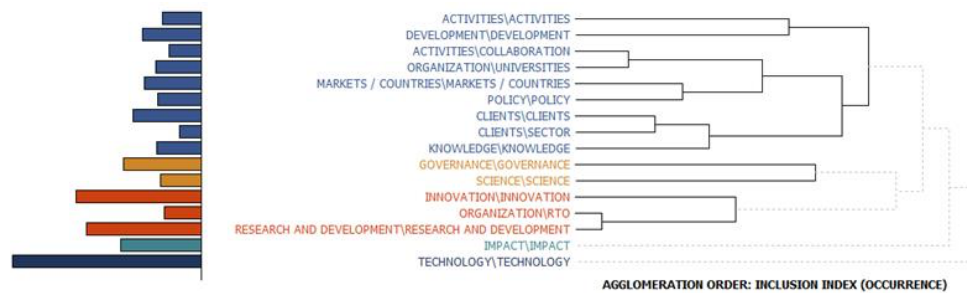 ACTIVITIES\ACTIVITIES
DEVELOPMENT\DEVELOPMENT
ACTIVITIES\COLLABORATION
ORGANIZATION\UNIVERSITIES
MARKETS / COUNTRIES\MARKETS / COUNTRIES
POLICY\POLICY
CLIENTS\CLIENTS
CLIENTS\SECTOR
KNOWLEDGE\KNOWLEDGE
GOVERNANCE\GOVERNANCE
SCIENCE\SCIENCE
INNOVATION\INNOVATION
ORGANIZATION\RTO
RESEARCH AND DEVELOPMENT\RESEARCH AND DEVELOPMENT
IMPACT\IMPACT
TECHNOLOGY\TECHNOLOGY
AGGLOMERATION ORDER: INCLUSION INDEX (OCCURRENCE)